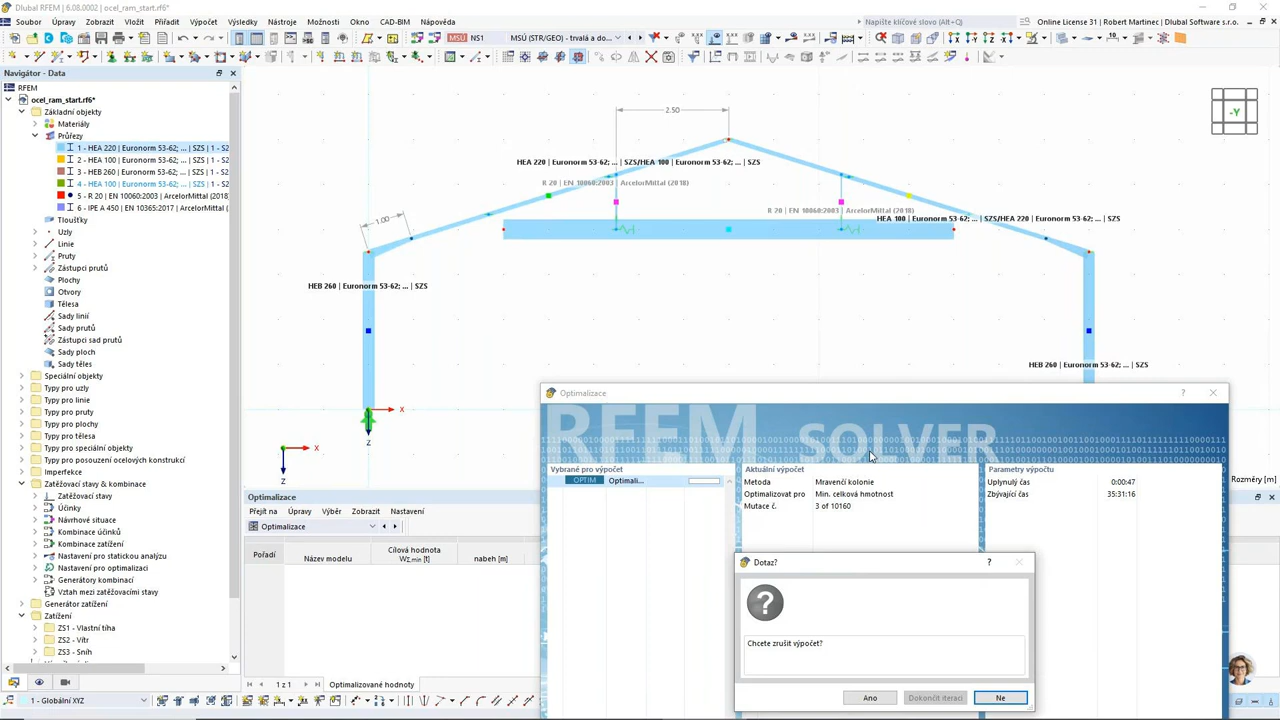 Dlubal RFEM | 6.08.0002 | ocel_ram_start.rf6*
Soubor Úpravy Zobrazit Vložit Přiřadit Výpočet Výsledky Nástroje Možnosti Okno CAD-BIM Nápověda
Napište klíčové slovo (Alt+Q)
Online License 31 | Robert Martinec | Dlubal Software s.r.o.
MSÚ NS1 MSÚ (STR/GEO) - trvalá a do...
Navigátor - Data
RFEM
ocel_ram_start.rf6*
Základní objekty
Materiály
Průřezy
1 - HEA 220 | Euronorm 53-62; ... | SZS | 1 - S2
2 - HEA 100 | Euronorm 53-62; ... | SZS | 1 - S2
3 - HEB 260 | Euronorm 53-62; ... | SZS | 1 - S2
4 - HEA 100 | Euronorm 53-62; ... | SZS | 1 - S2
5 - R 20 | EN 10060:2003 | ArcelorMittal (2018)
6 - IPE A 450 | EN 10365:2017 | ArcelorMittal
Tloušťky
Uzly
Linie
Pruty
Zástupci prutů
Plochy
Otvory
Tělesa
Sady linií
Sady prutů
Zástupci sad prutů
Sady ploch
Sady těles
Speciální objekty
Typy pro uzly
Typy pro linie
Typy pro pruty
Typy pro plochy
Typy pro tělesa
Typy pro speciální objekty
Typy pro posouzení ocelových konstrukcí
Imperfekce
Zatěžovací stavy & kombinace
Zatěžovací stavy
Účinky
Návrhové situace
Kombinace účinků
Kombinace zatížení
Nastavení pro statickou analýzu
Nastavení pro optimalizaci
Generátory kombinací
Vztah mezi zatěžovacími stavy
Generátor zatížení
Zatížení
ZS1 - Vlastní tíha
ZS2 - Vítr
ZS3 - Sníh
1 - Globální XYZ
2.50
HEA 220 | Euronorm 53-62; ... | SZS/HEA 100 | Euronorm 53-62; ... | SZS
R 20 | EN 10060:2003 | ArcelorMittal (2018)
R 20 | EN 10060:2003 | ArcelorMittal (2018)
HEA 100 | Euronorm 53-62; ... | SZS/HEA 220 | Euronorm 53-62; ... | SZS
1.00
HEB 260 | Euronorm 53-62; ... | SZS
HEB 260 | Euronorm 53-62; ... | SZS
-Y
X
Z
X
Z
Rozměry [m]
Optimalizace
Přejít na Úpravy Výběr Zobrazit Nastavení
Optimalizace
Pořadí
Název modelu
Cílová hodnota
WΣ,min [t]
nabeh [m]
1 z 1
Optimalizované hodnoty
Optimalizace
RFEM SOLVER
Vybrané pro výpočet
OPTIM Optimali...
Aktuální výpočet
Metoda Mravenčí kolonie
Optimalizovat pro Min. celková hmotnost
Mutace č. 3 of 10160
Parametry výpočtu
Uplynulý čas 0:00:47
Zbývající čas 35:31:16
Dotaz?
Chcete zrušit výpočet?
Ano Dokončit iteraci Ne